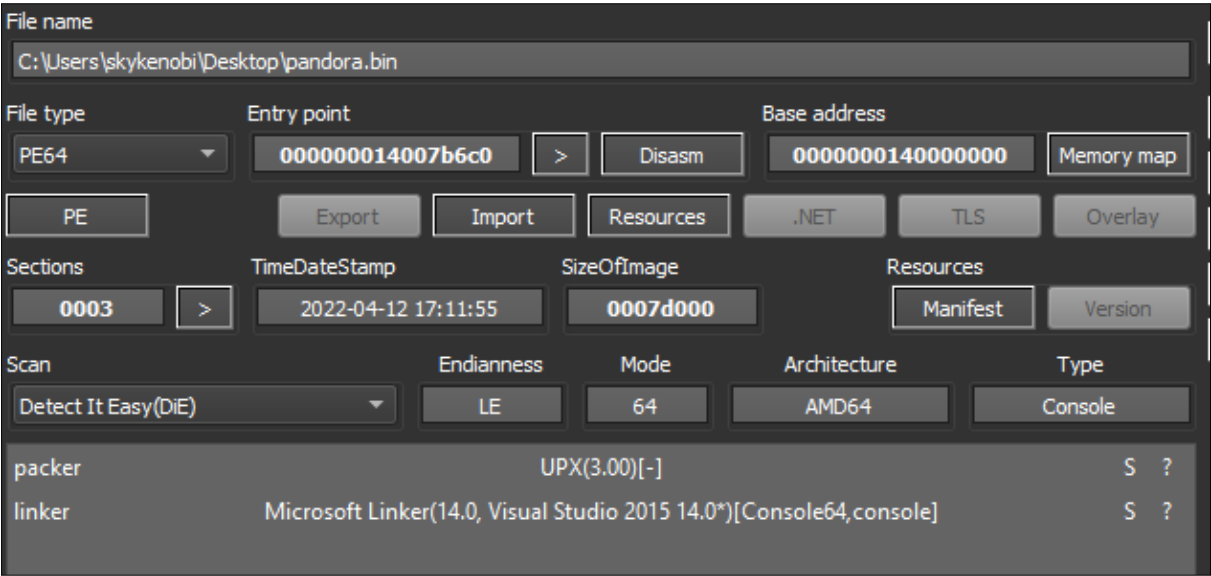 File name
C:\Users\skykenobi\Desktop\pandora.bin
File type Entry point Base address
PE64 000000014007b6c0 > Disasm 0000000140000000 Memory map
PE Export Import Resources .NET TLS Overlay
Sections TimeDateStamp SizeOfImage Resources
0003 > 2022-04-12 17:11:55 0007d000 Manifest Version
Scan Endianness Mode Architecture Type
Detect It Easy(DiE) LE 64 AMD64 Console
packer UPX(3.00)[-] S ?
linker Microsoft Linker(14.0, Visual Studio 2015 14.0*)[Console64,console] S ?